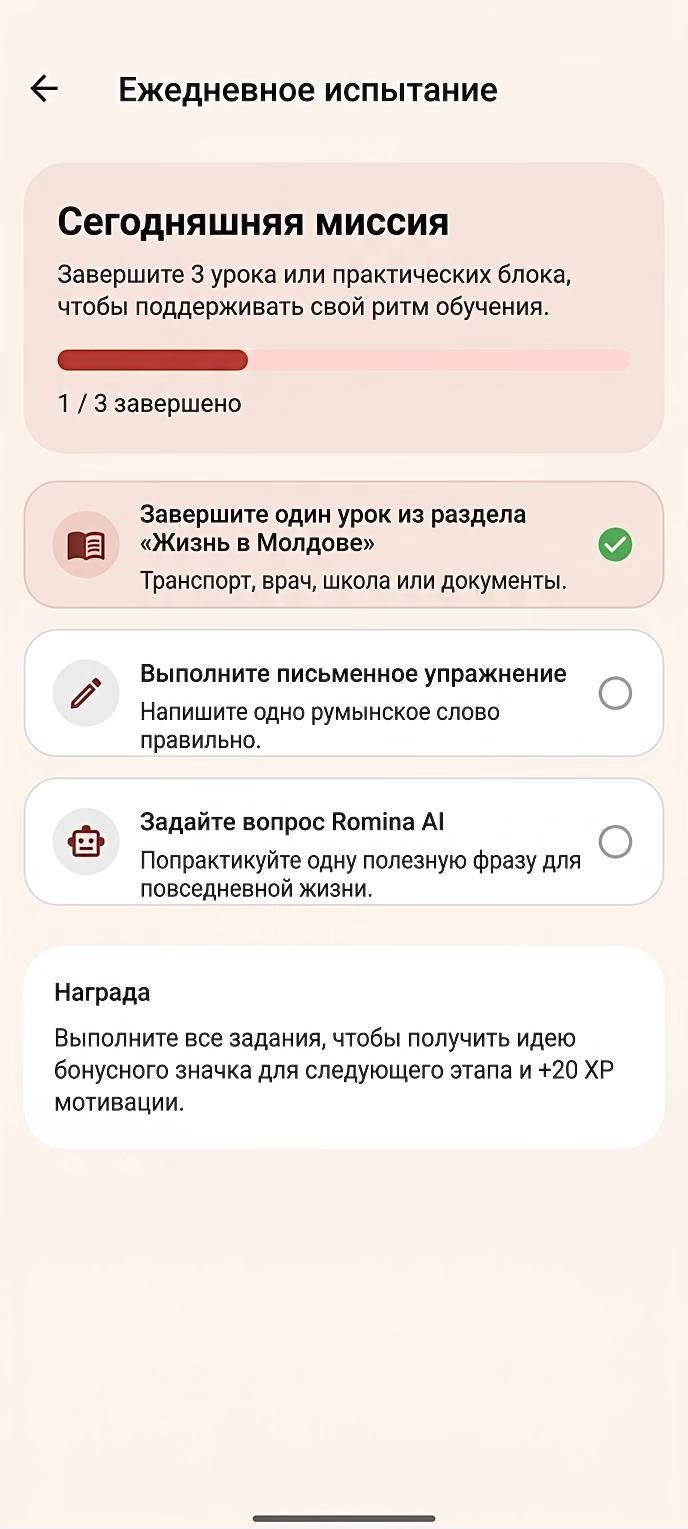 Ежедневное испытание
Сегодняшняя миссия
Завершите 3 урока или практических блока,
чтобы поддерживать свой ритм обучения.
1 / 3 завершено
Завершите один урок из раздела
«Жизнь в Молдове»
Транспорт, врач, школа или документы.
Выполните письменное упражнение
Напишите одно румынское слово
правильно.
Задайте вопрос Romina AI
Попрактикуйте одну полезную фразу для
повседневной жизни.
Награда
Выполните все задания, чтобы получить идею
бонусного значка для следующего этапа и +20 XP
мотивации.